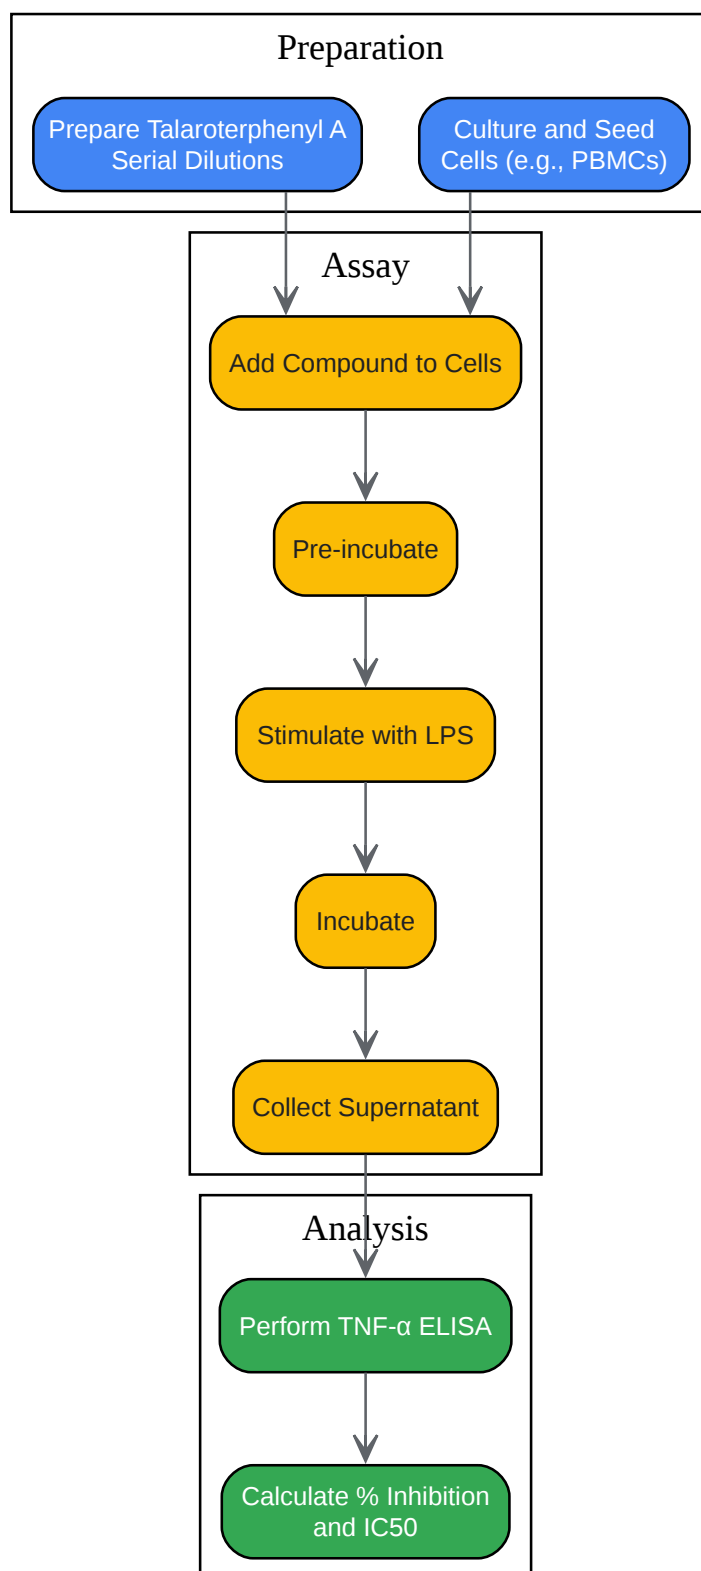 Preparation
Prepare Talaroterphenyl A
Serial Dilutions
Culture and Seed
Cells (e.g., PBMCs)
Assay
Add Compound to Cells
Pre-incubate
Stimulate with LPS
Incubate
Collect Supernatant
Analysis
Perform TNF-α ELISA
Calculate % Inhibition
and IC50